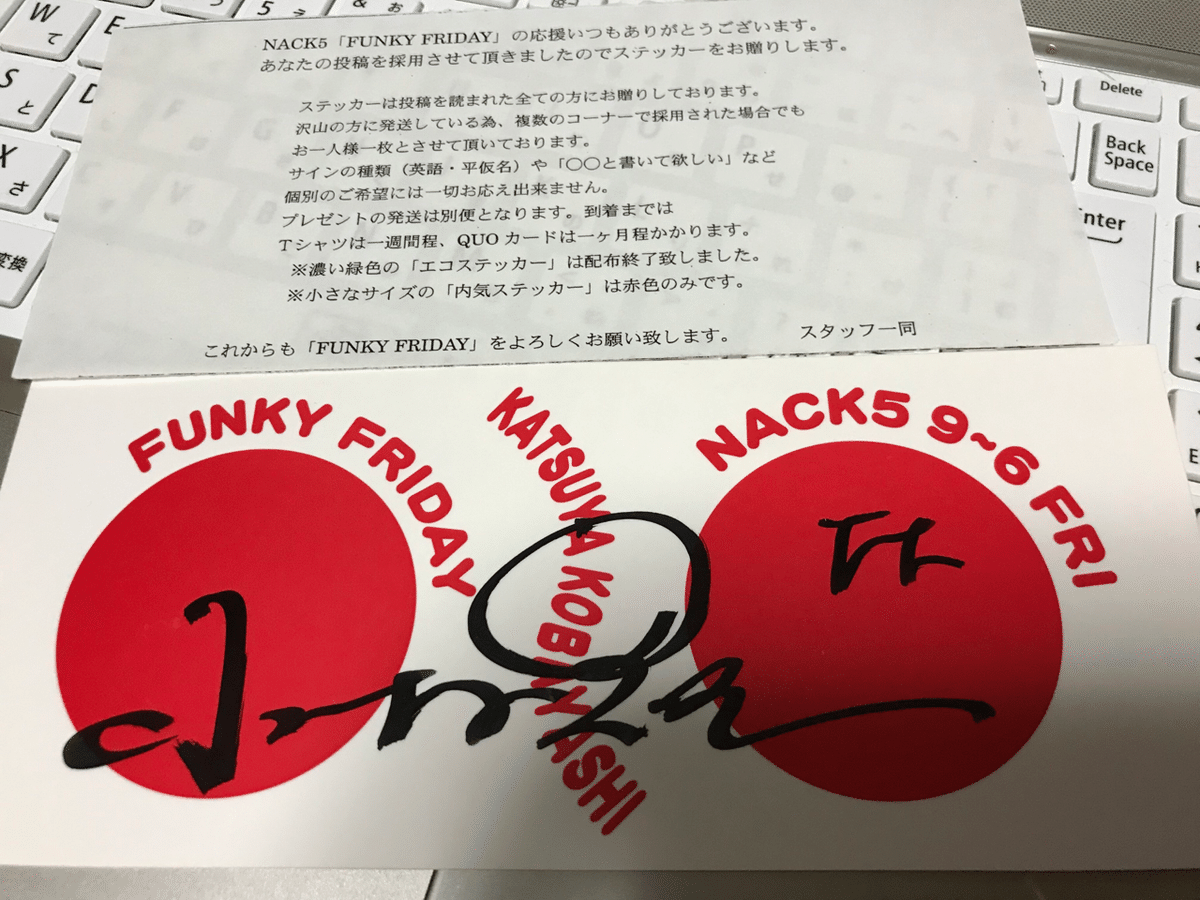 W
て
E
5
え
&
お
S
と
D
X
さ
変換
Delete
Back
Space
Enter
NACK5「FUNKY FRIDAY」の応援いつもありがとうございます。
あなたの投稿を採用させて頂きましたのでステッカーをお贈りします。
ステッカーは投稿を読まれた全ての方にお贈りしております。
沢山の方に発送している為、複数のコーナーで採用された場合でも
お一人様一枚とさせて頂いております。
サインの種類（英語・平仮名）や「〇〇と書いて欲しい」など
個別のご希望には一切お応え出来ません。
プレゼントの発送は別便となります。到着までは
Tシャツは一週間程、QUOカードは一ヶ月程かかります。
※濃い緑色の「エコステッカー」は配布終了致しました。
※小さなサイズの「内気ステッカー」は赤色のみです。
これからも「FUNKY FRIDAY」をよろしくお願い致します。 スタッフ一同
FUNKY FRIDAY
KATSUYA KOBAYASHI
NACK5 9~6 FRI